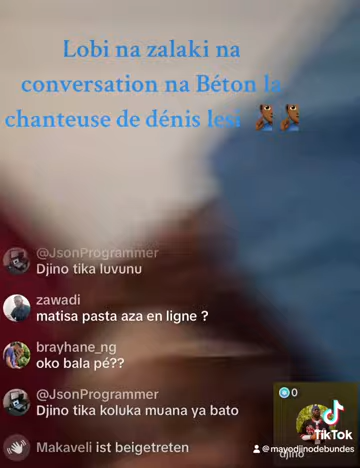 Lobi na zalaki na
conversation na Béton la
chanteuse de dénis lesi
@JsonProgrammer
Djino tika luvunu
zawadi
matisa pasta aza en ligne ?
brayhane_ng
oko bala pé??
@JsonProgrammer
Djino tika koluka muana ya bato
Makaveli ist beigetreten
0
TikTok
@mayodjinodebundes